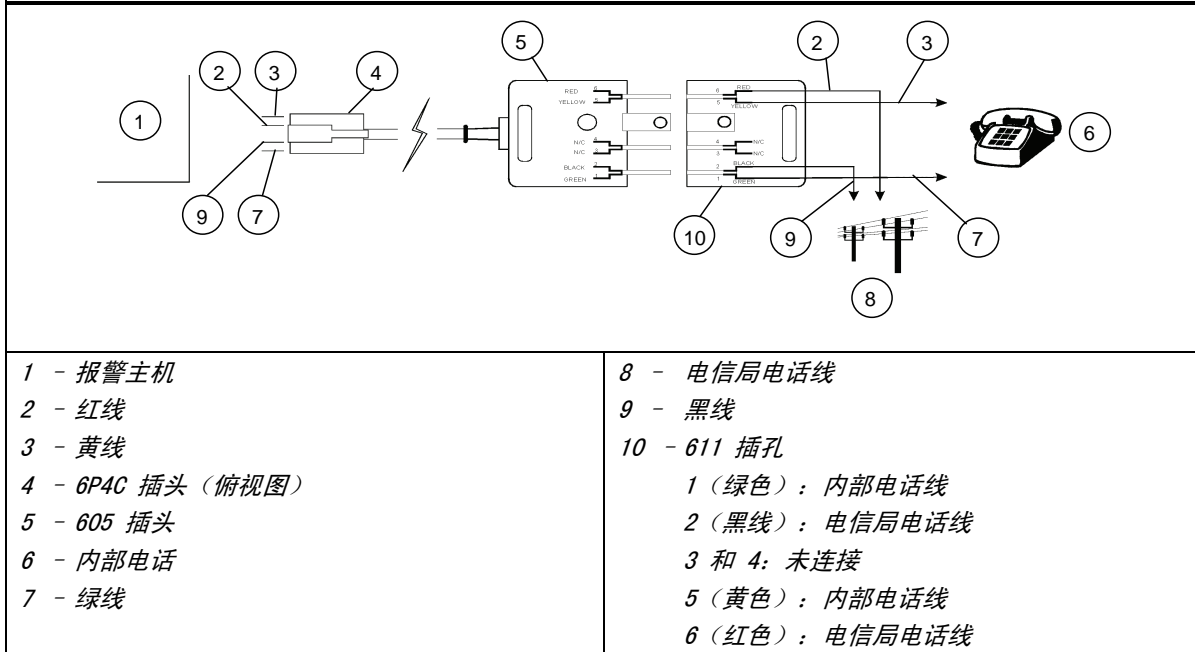 5
2
3
2
3
4
1
6
RED 6
YELLOW 5
N/C 4
N/C 3
BLACK 2
GREEN 1
6 RED
5 YELLOW
4 N/C
3 N/C
2 BLACK
1 GREEN
9
7
10
9
7
8
1 - 报警主机
2 - 红线
3 - 黄线
4 - 6P4C 插头（俯视图）
5 - 605 插头
6 - 内部电话
7 - 绿线
8 - 电信局电话线
9 - 黑线
10 - 611 插孔
1（绿色）：内部电话线
2（黑线）：电信局电话线
3 和 4：未连接
5（黄色）：内部电话线
6（红色）：电信局电话线